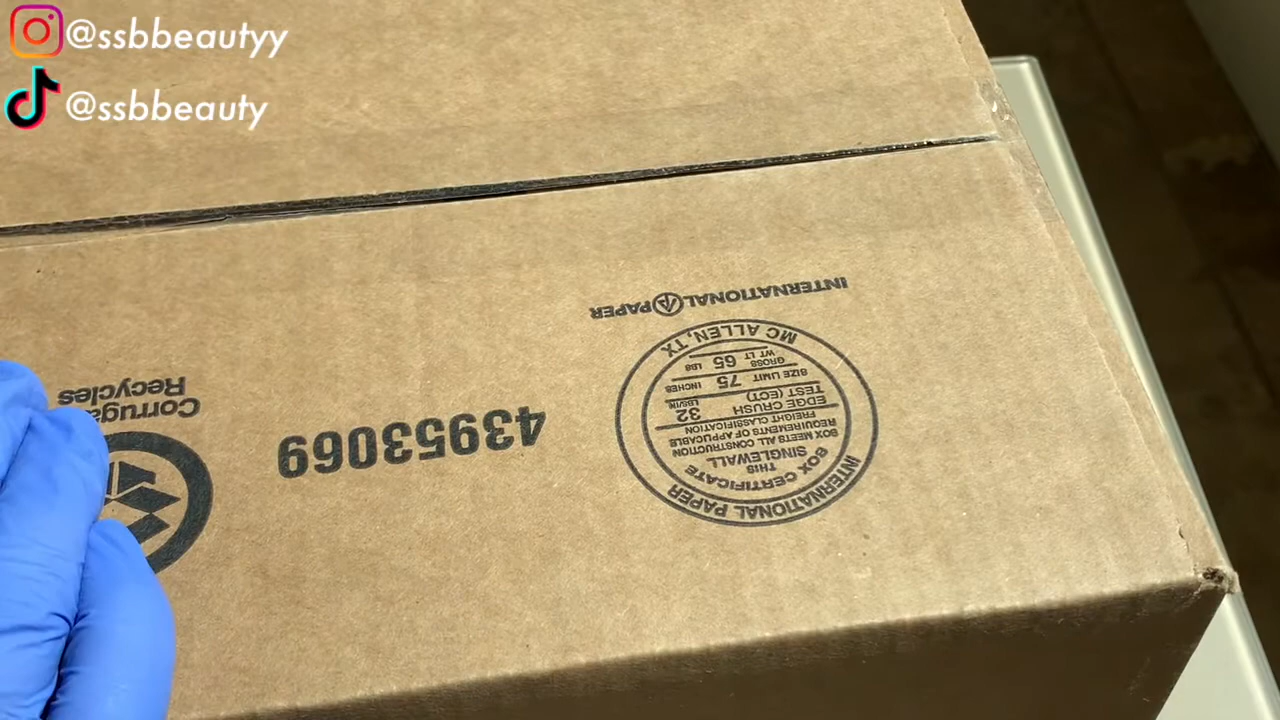 @ssbbeautyy
@ssbbeauty
INTERNATIONAL PAPER
MC ALLEN, TX
GROSS WT LT 65 LBS
SIZE LIMIT 75 INCHES
EDGE CRUSH TEST (ECT) 32 LBS/IN
REQUIREMENTS OF APPLICABLE FREIGHT CLASSIFICATION
BOX MEETS ALL CONSTRUCTION
SINGLEWALL
THIS
BOX CERTIFICATE
INTERNATIONAL PAPER
43953069
Recycles